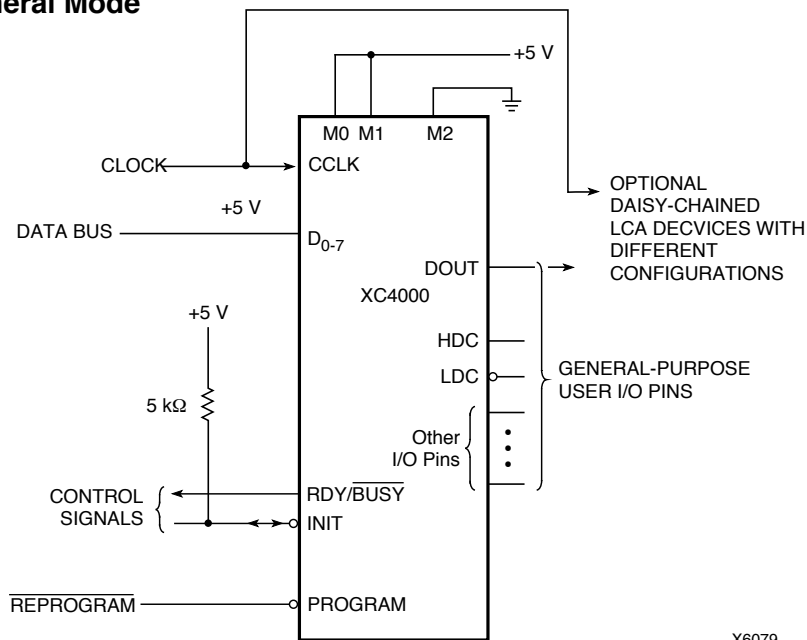 neral Mode
+5 V
M0 M1 M2
CLOCK
CCLK
OPTIONAL
DAISY-CHAINED
LCA DECVICES WITH
DIFFERENT
CONFIGURATIONS
+5 V
DATA BUS
D0-7
DOUT
XC4000
+5 V
HDC
LDC
GENERAL-PURPOSE
USER I/O PINS
5 kΩ
Other
I/O Pins
CONTROL
SIGNALS
RDY/BUSY
INIT
REPROGRAM
PROGRAM
X6079